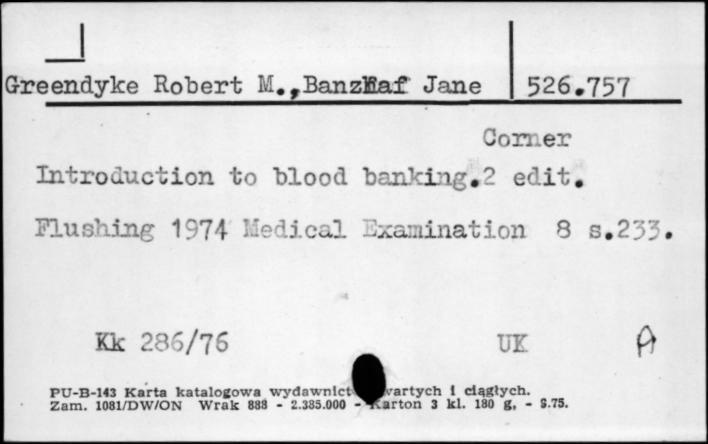 Greendyke Robert M.,Banzhaf Jane 526.757
Corner
Introduction to blood banking.2 edit.
Flushing 1974 Medical Examination 8 s.233.
Kk 286/76 UK A
PU-B-143 Karta katalogowa wydawnict wartych i ciągłych.
Zam. 1081/DW/ON Wrak 888 - 2.385.000 - Karton 3 kl. 180 g, - 8.75.